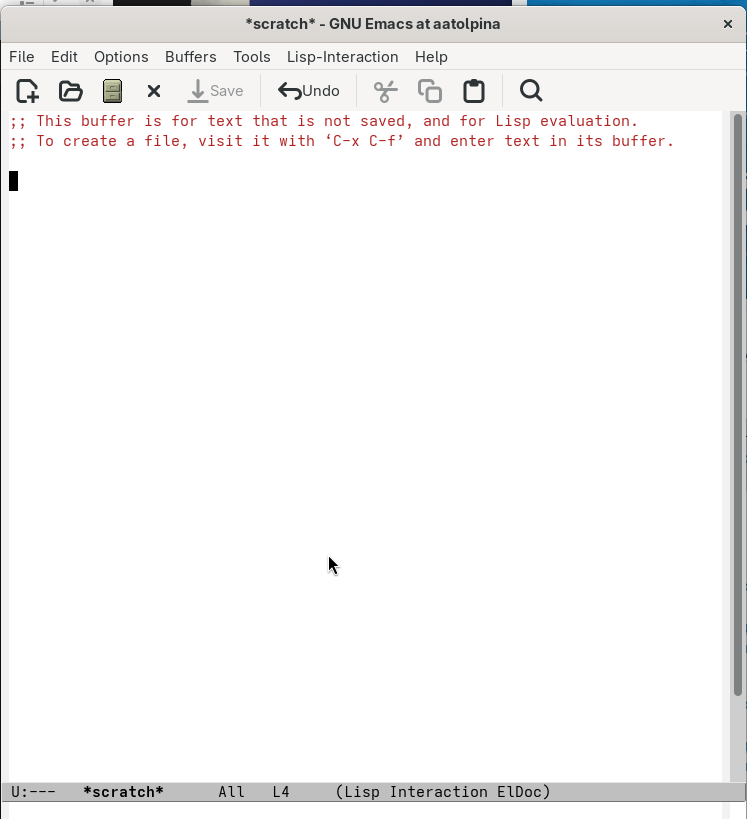 *scratch* - GNU Emacs at aatolpina
File Edit Options Buffers Tools Lisp-Interaction Help
Save Undo
;; This buffer is for text that is not saved, and for Lisp evaluation.
;; To create a file, visit it with ‘C-x C-f’ and enter text in its buffer.
U:--- *scratch* All L4 (Lisp Interaction ElDoc)